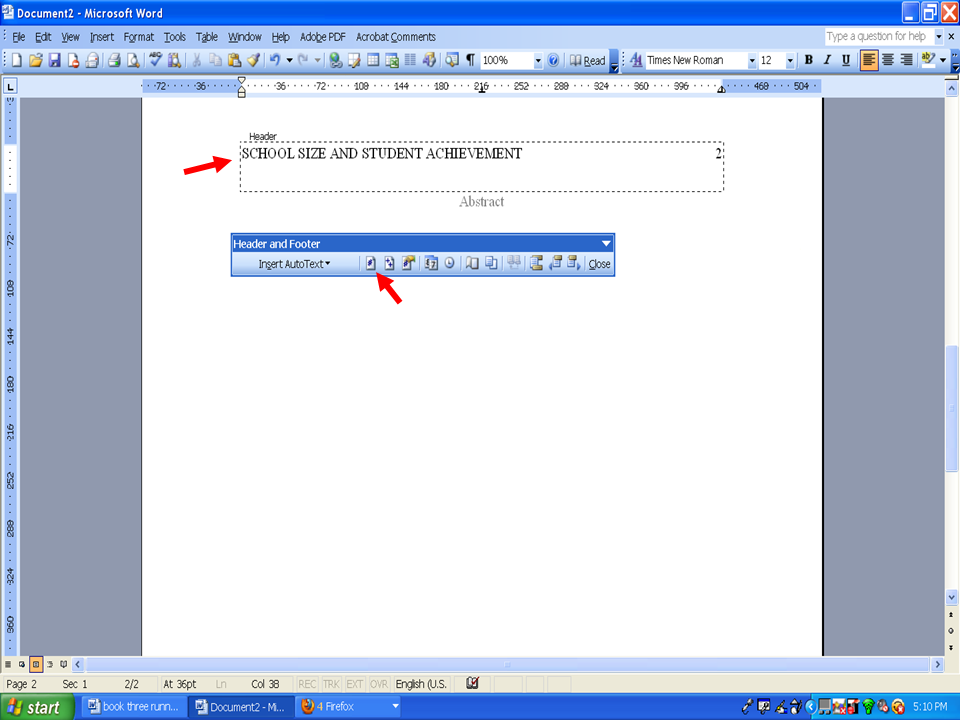 Document2 - Microsoft Word
File Edit View Insert Format Tools Table Window Help Adobe PDF Acrobat Comments Type a question for help
100% Read Times New Roman 12 B I U
72 36 36 72 108 144 180 216 252 288 324 360 396 468 504
Header
SCHOOL SIZE AND STUDENT ACHIEVEMENT 2
Abstract
Header and Footer
Insert AutoText Close
72
108
144
180
216
252
288
324
360
Page 2 Sec 1 2/2 At 36pt Ln Col 38 REC TRK EXT OVR English (U.S.
start book three runn... Document2 - Mi... 4 Firefox 5:10 PM